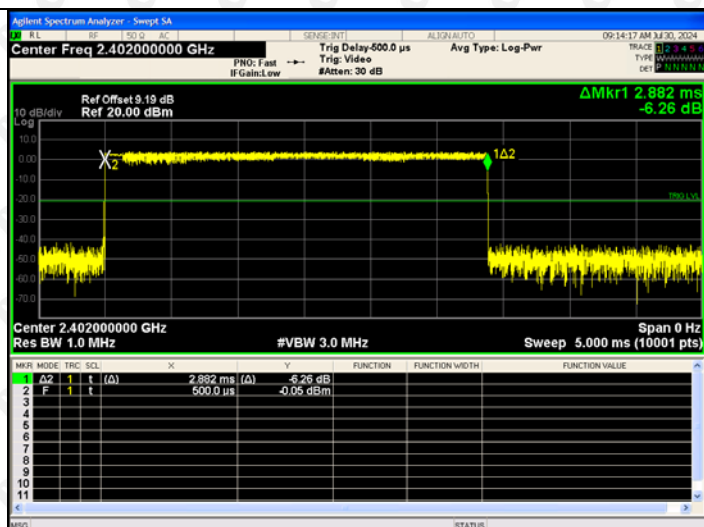 Agilent Spectrum Analyzer - Swept SA
RL RF 50 Ω AC SENSE:INT ALIGN AUTO 09:14:17 AM Jul 30, 2024
Center Freq 2.402000000 GHz
PNO: Fast
IFGain:Low
Trig Delay-500.0 µs
Trig: Video
#Atten: 30 dB
Avg Type: Log-Pwr
TRACE 1 2 3 4 5 6
TYPE W
DET P N N N N N
ΔMkr1 2.882 ms
-6.26 dB
Ref Offset 9.19 dB
10 dB/div Ref 20.00 dBm
Log
10.0
0.00
-10.0
-20.0
-30.0
-40.0
-50.0
-60.0
-70.0
2
1Δ2
TRIG LVL
Center 2.402000000 GHz Span 0 Hz
Res BW 1.0 MHz #VBW 3.0 MHz Sweep 5.000 ms (10001 pts)
MKR MODE TRC SCL X Y FUNCTION FUNCTION WIDTH FUNCTION VALUE
1 Δ2 1 t (Δ) 2.882 ms (Δ) -6.26 dB
2 F 1 t 500.0 µs -0.05 dBm
3
4
5
6
7
8
9
10
11
MSG STATUS